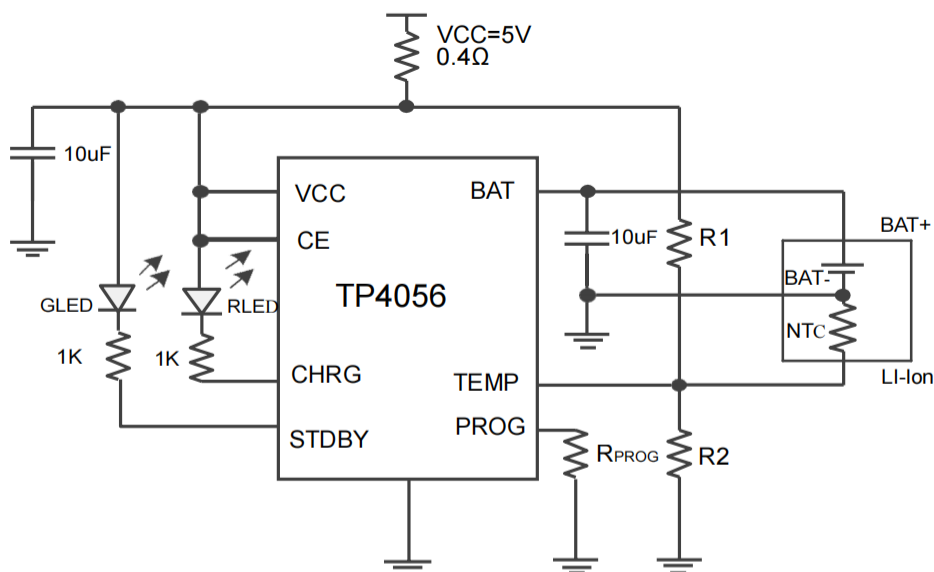 VCC=5V
0.4Ω
10uF
VCC
BAT
CE
10uF
R1
BAT+
BAT-
GLED
RLED
TP4056
NTC
1K
1K
CHRG
TEMP
LI-Ion
STDBY
PROG
RPROG
R2